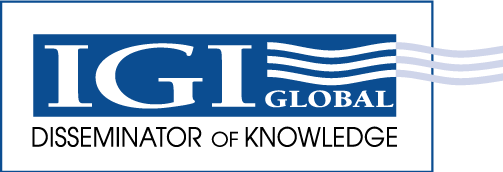 IGI
GLOBAL
DISSEMINATOR OF KNOWLEDGE